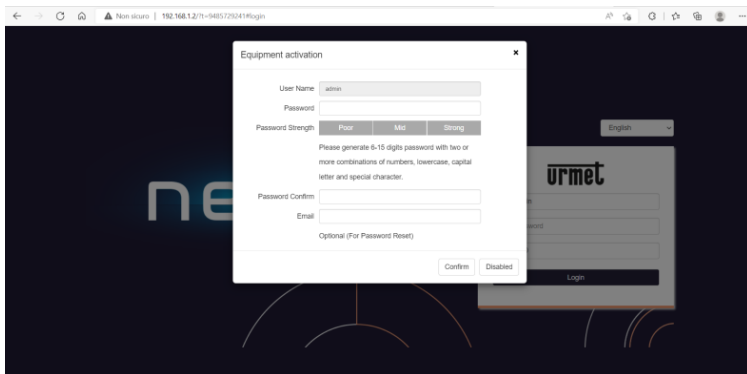 Non sicuro | 192.168.1.2/?t=9485729241#login
Equipment activation
×
User Name
admin
Password
Password Strength
Poor
Mid
Strong
Please generate 6-15 digits password with two or
more combinations of numbers, lowercase, capital
letter and special character.
Password Confirm
Email
Optional (For Password Reset)
Confirm
Disabled
English
urmet
Login
ne